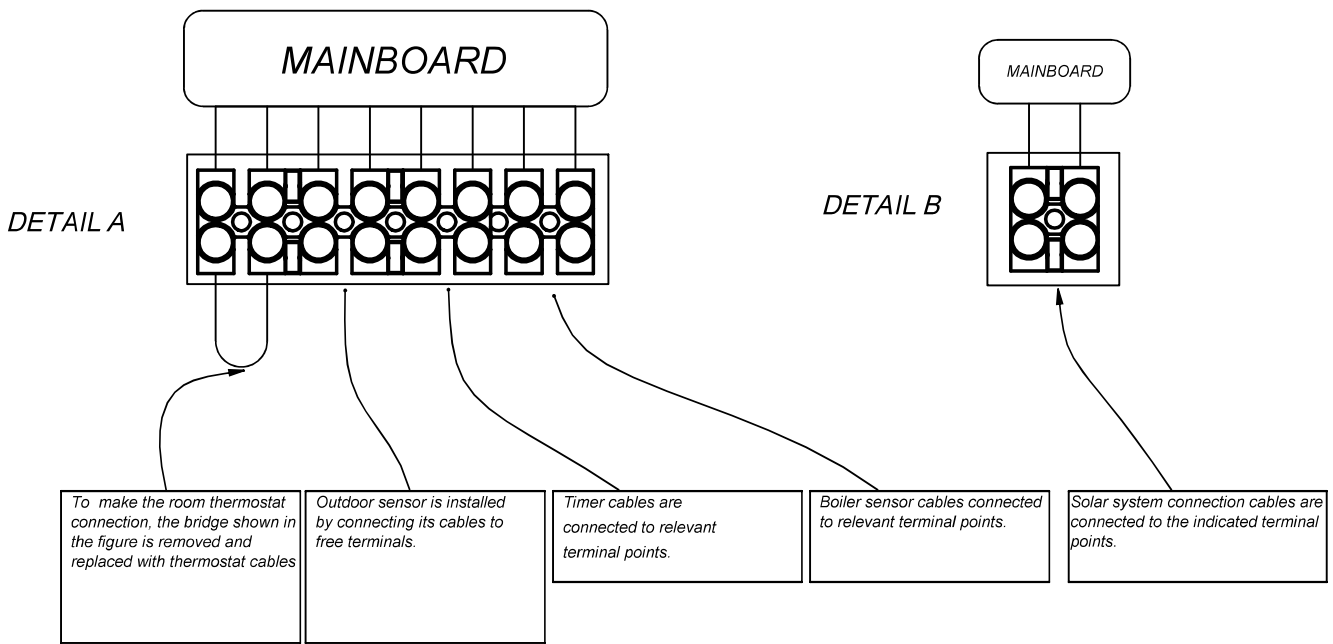 MAINBOARD
MAINBOARD
DETAIL A
DETAIL B
To make the room thermostat
connection, the bridge shown in
the figure is removed and
replaced with thermostat cables
Outdoor sensor is installed
by connecting its cables to
free terminals.
Timer cables are
connected to relevant
terminal points.
Boiler sensor cables connected
to relevant terminal points.
Solar system connection cables are
connected to the indicated terminal
points.